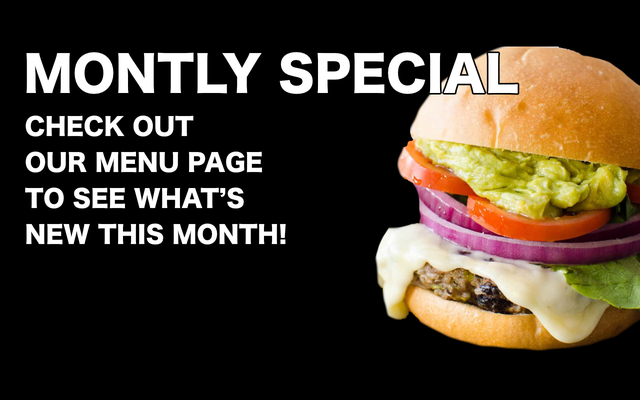 MONTLY SPECIAL
CHECK OUT
OUR MENU PAGE
TO SEE WHAT’S
NEW THIS MONTH!